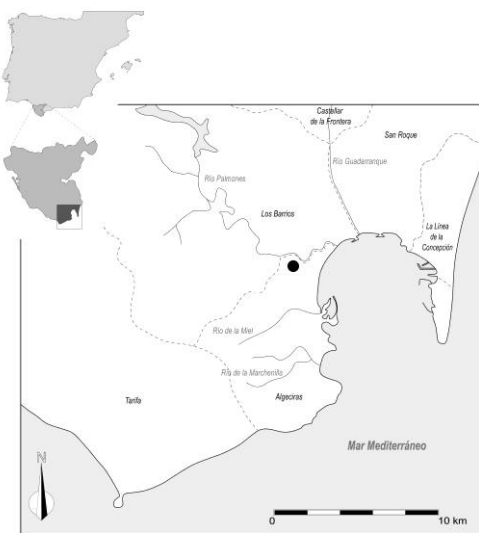 Castellar
de la Frontera
San Roque
Río Guadarranque
Río Palmones
Los Barrios
La Línea
de la
Concepción
Río de la Miel
Río de la Marchenilla
Tarifa
Algeciras
Mar Mediterráneo
N
0
10 km